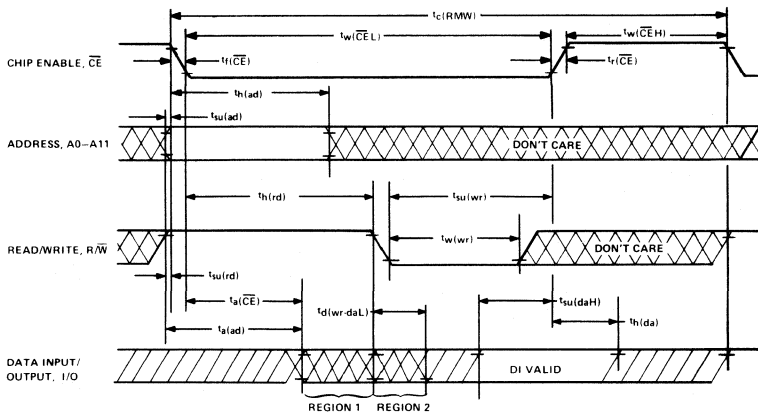 tc(RMW)
tw(CEL)
tw(CEH)
CHIP ENABLE, CE
tf(CE)
tr(CE)
th(ad)
tsu(ad)
ADDRESS, A0–A11
DON'T CARE
th(rd)
tsu(wr)
tw(wr)
READ/WRITE, R/W
DON'T CARE
tsu(rd)
ta(CE)
td(wr-daL)
tsu(daH)
th(da)
ta(ad)
DATA INPUT/
OUTPUT, I/O
DI VALID
REGION 1
REGION 2